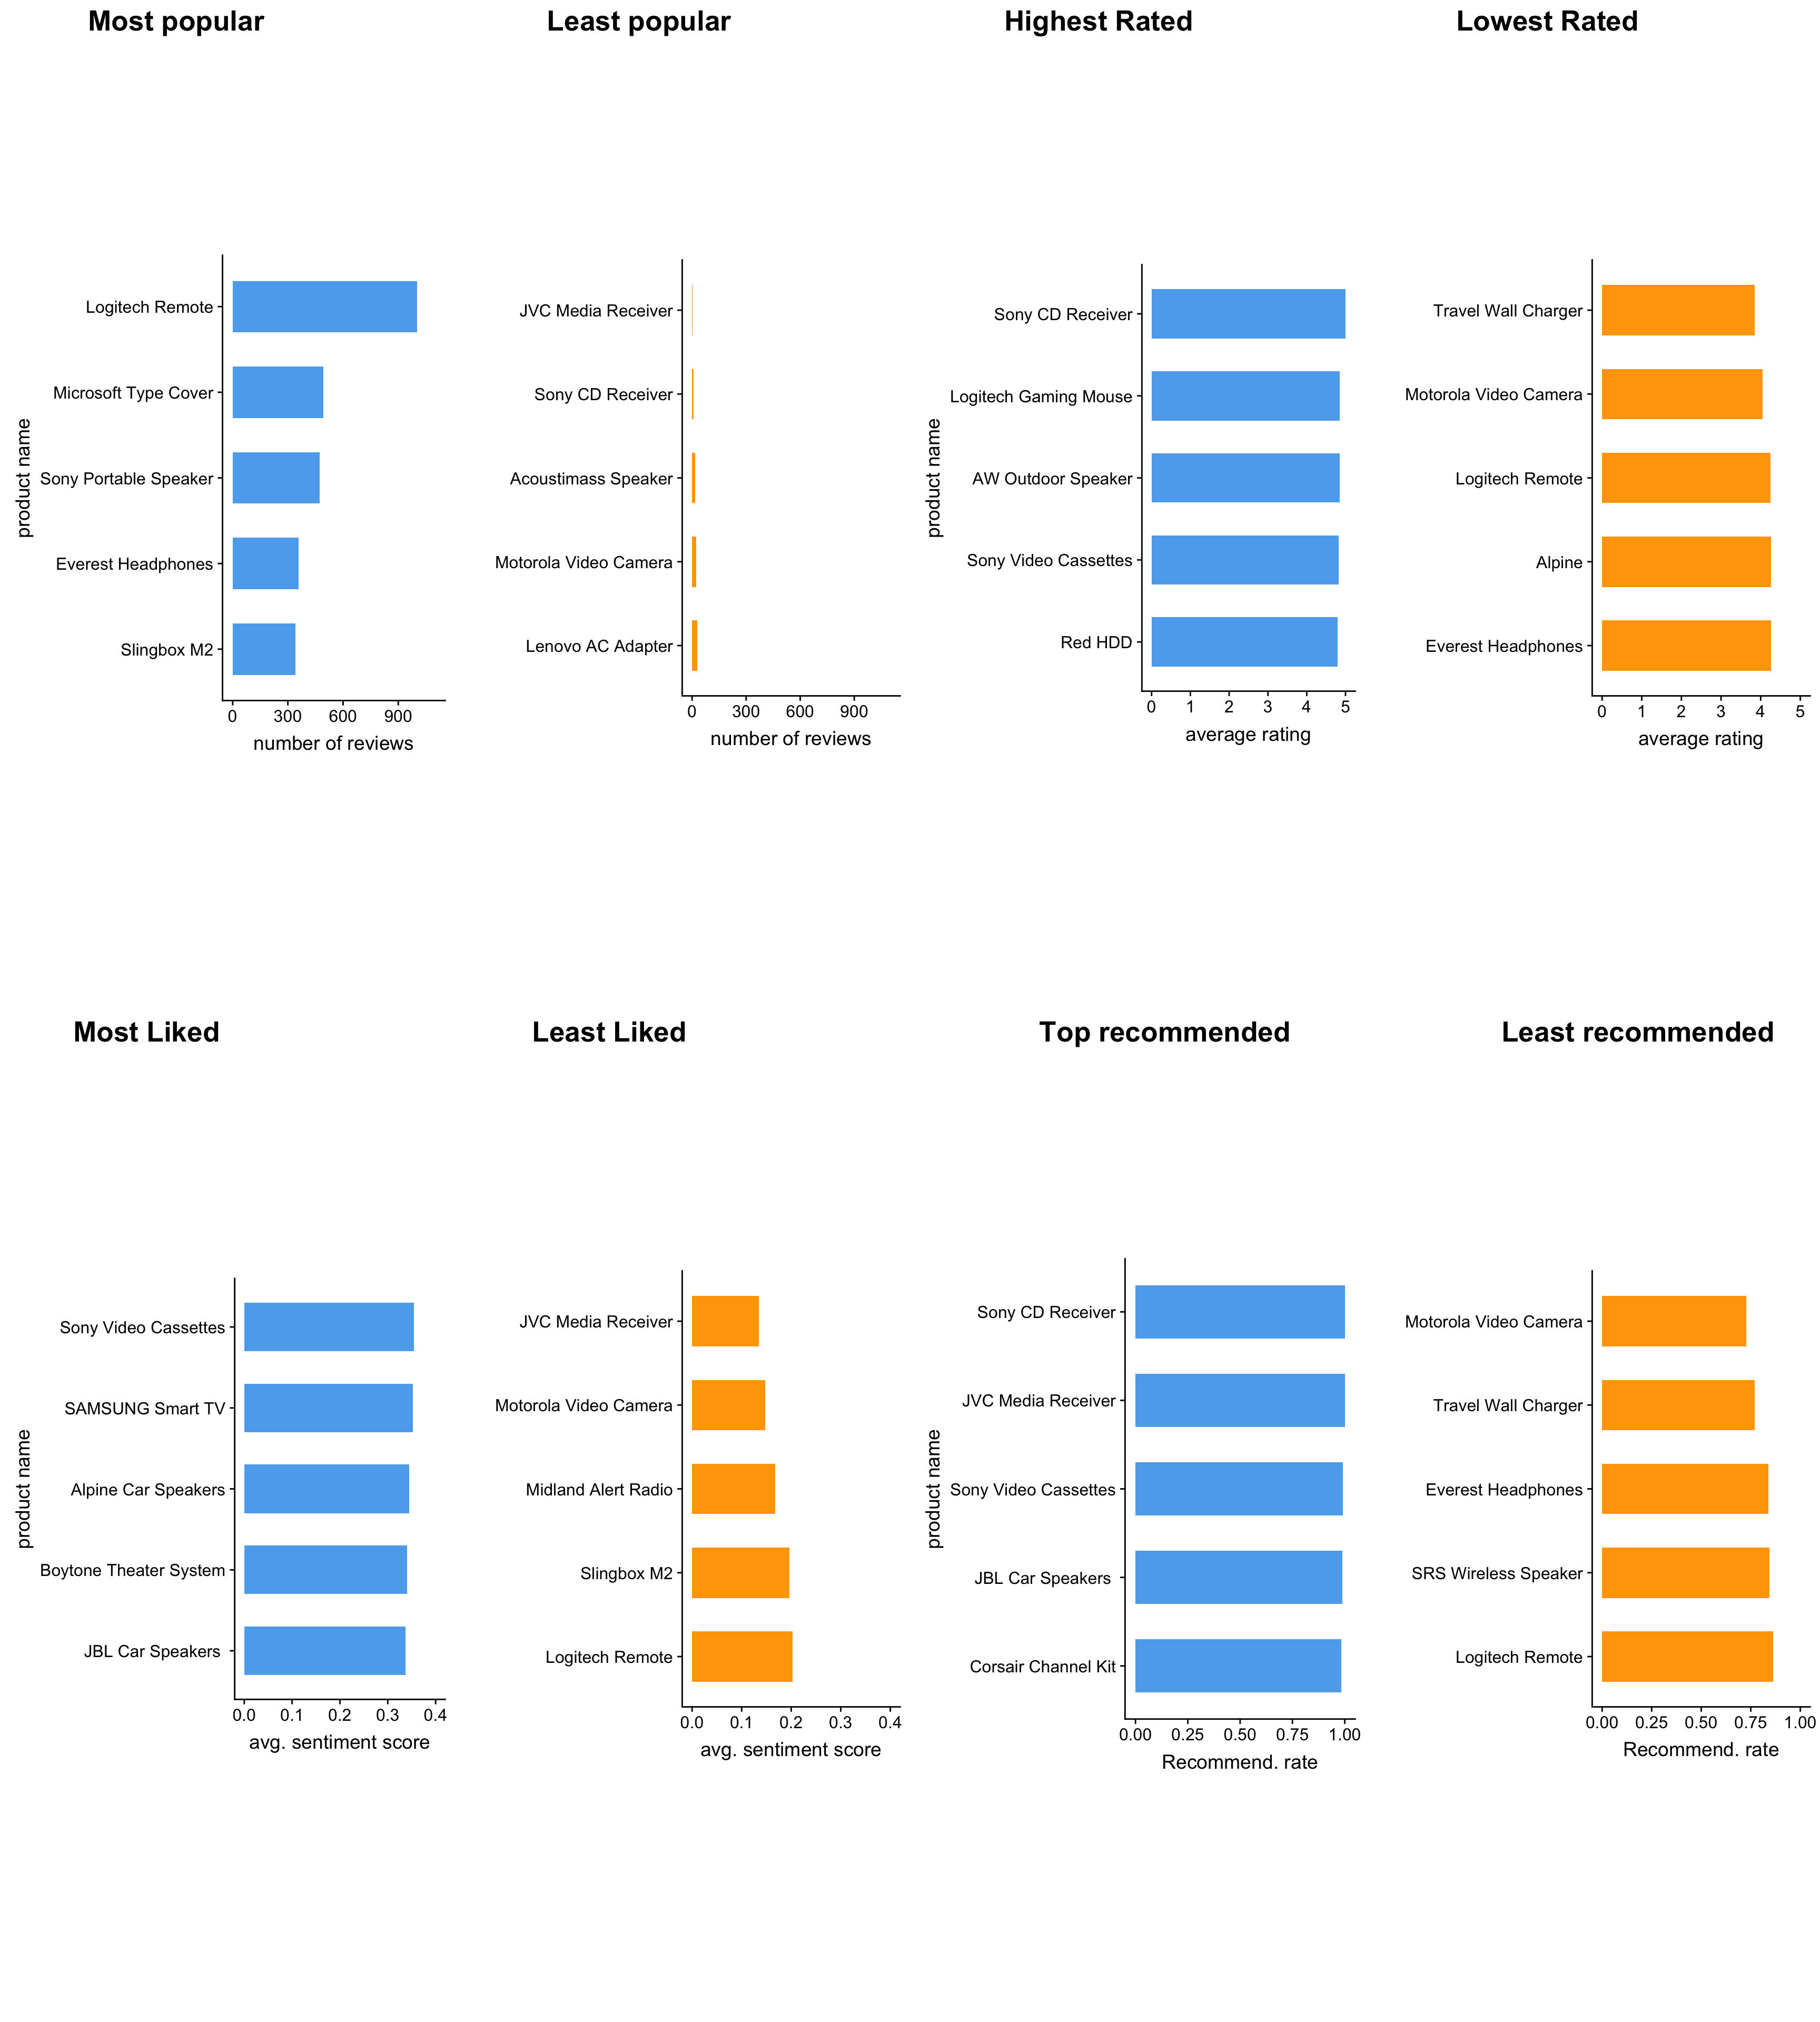 Most popular
Least popular
Highest Rated
Lowest Rated
product name
Logitech Remote
Microsoft Type Cover
Sony Portable Speaker
Everest Headphones
Slingbox M2
0 300 600 900
number of reviews
JVC Media Receiver
Sony CD Receiver
Acoustimass Speaker
Motorola Video Camera
Lenovo AC Adapter
0 300 600 900
number of reviews
product name
Sony CD Receiver
Logitech Gaming Mouse
AW Outdoor Speaker
Sony Video Cassettes
Red HDD
0 1 2 3 4 5
average rating
Travel Wall Charger
Motorola Video Camera
Logitech Remote
Alpine
Everest Headphones
0 1 2 3 4 5
average rating
Most Liked
Least Liked
Top recommended
Least recommended
product name
Sony Video Cassettes
SAMSUNG Smart TV
Alpine Car Speakers
Boytone Theater System
JBL Car Speakers
0.0 0.1 0.2 0.3 0.4
avg. sentiment score
JVC Media Receiver
Motorola Video Camera
Midland Alert Radio
Slingbox M2
Logitech Remote
0.0 0.1 0.2 0.3 0.4
avg. sentiment score
product name
Sony CD Receiver
JVC Media Receiver
Sony Video Cassettes
JBL Car Speakers
Corsair Channel Kit
0.00 0.25 0.50 0.75 1.00
Recommend. rate
Motorola Video Camera
Travel Wall Charger
Everest Headphones
SRS Wireless Speaker
Logitech Remote
0.00 0.25 0.50 0.75 1.00
Recommend. rate